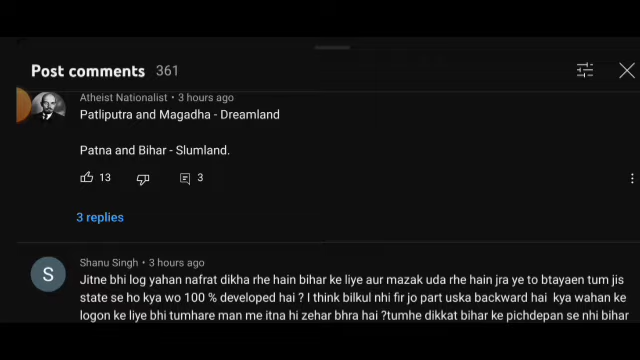 Post comments 361
Atheist Nationalist • 3 hours ago
Patliputra and Magadha - Dreamland
Patna and Bihar - Slumland.
13 3
3 replies
S
Shanu Singh • 3 hours ago
Jitne bhi log yahan nafrat dikha rhe hain bihar ke liye aur mazak uda rhe hain jra ye to btayaen tum jis
state se ho kya wo 100 % developed hai ? I think bilkul nhi fir jo part uska backward hai kya wahan ke
logon ke liye bhi tumhare man me itna hi zehar bhra hai ?tumhe dikkat bihar ke pichdepan se nhi bihar